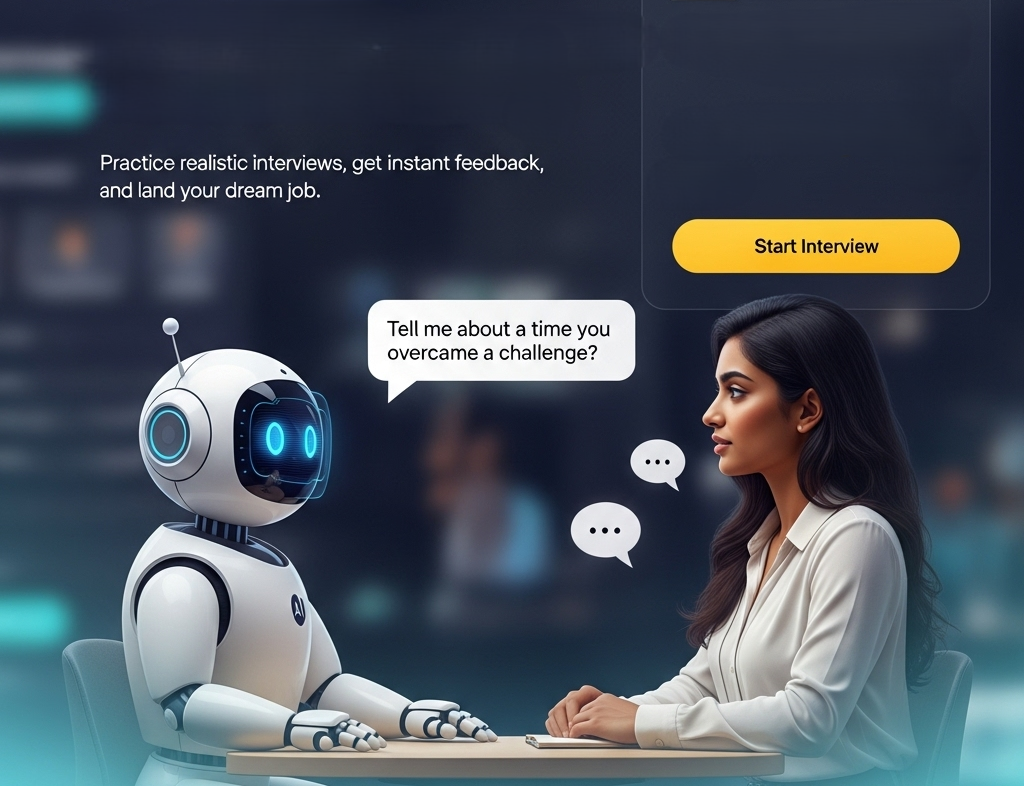 Practice realistic interviews, get instant feedback,
and land your dream job.
Start Interview
Tell me about a time you
overcame a challenge?
AI